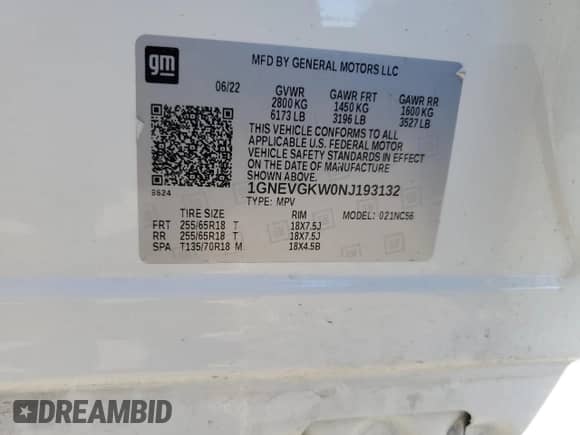 gm
MFD BY GENERAL MOTORS LLC
06/22 GVWR GAWR FRT GAWR RR
2800 KG 1450 KG 1600 KG
6173 LB 3196 LB 3527 LB
THIS VEHICLE CONFORMS TO ALL
APPLICABLE U.S. FEDERAL MOTOR
VEHICLE SAFETY STANDARDS IN EFFECT
ON THE DATE OF MANUFACTURE
SHOWN ABOVE.
1GNEVGKW0NJ193132
TYPE: MPV MODEL: 021NC56
TIRE SIZE RIM
FRT 255/65R18 T 18X7.5J
RR 255/65R18 T 18X7.5J
SPA T135/70R18 M 18X4.5B
DREAMBID